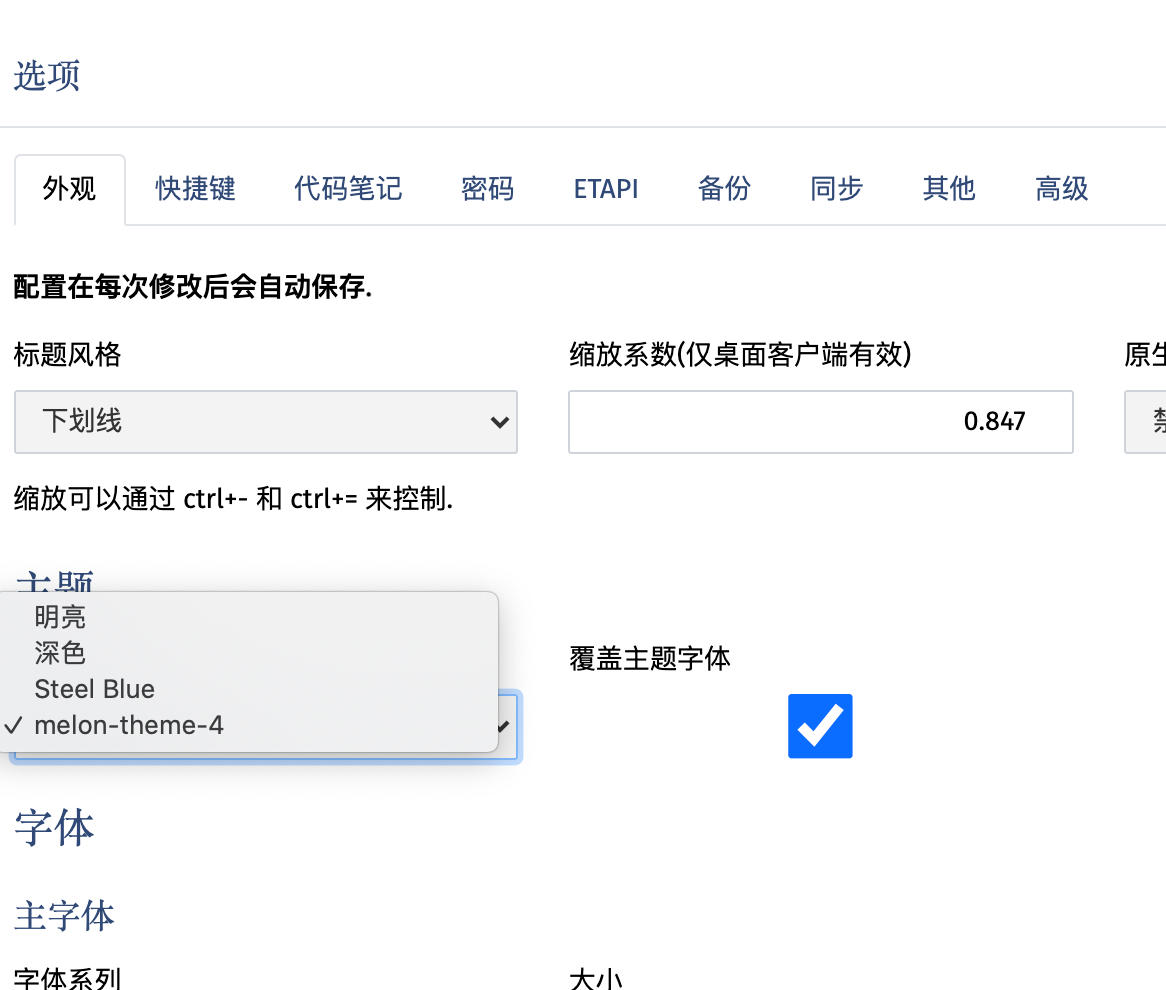 选项
外观 快捷键 代码笔记 密码 ETAPI 备份 同步 其他 高级
配置在每次修改后会自动保存.
标题风格 缩放系数(仅桌面客户端有效) 原生
下划线 0.847 禁
缩放可以通过 ctrl+- 和 ctrl+= 来控制.
主题
明亮
深色
覆盖主题字体
Steel Blue
✓ melon-theme-4
字体
主字体
字体系列 大小